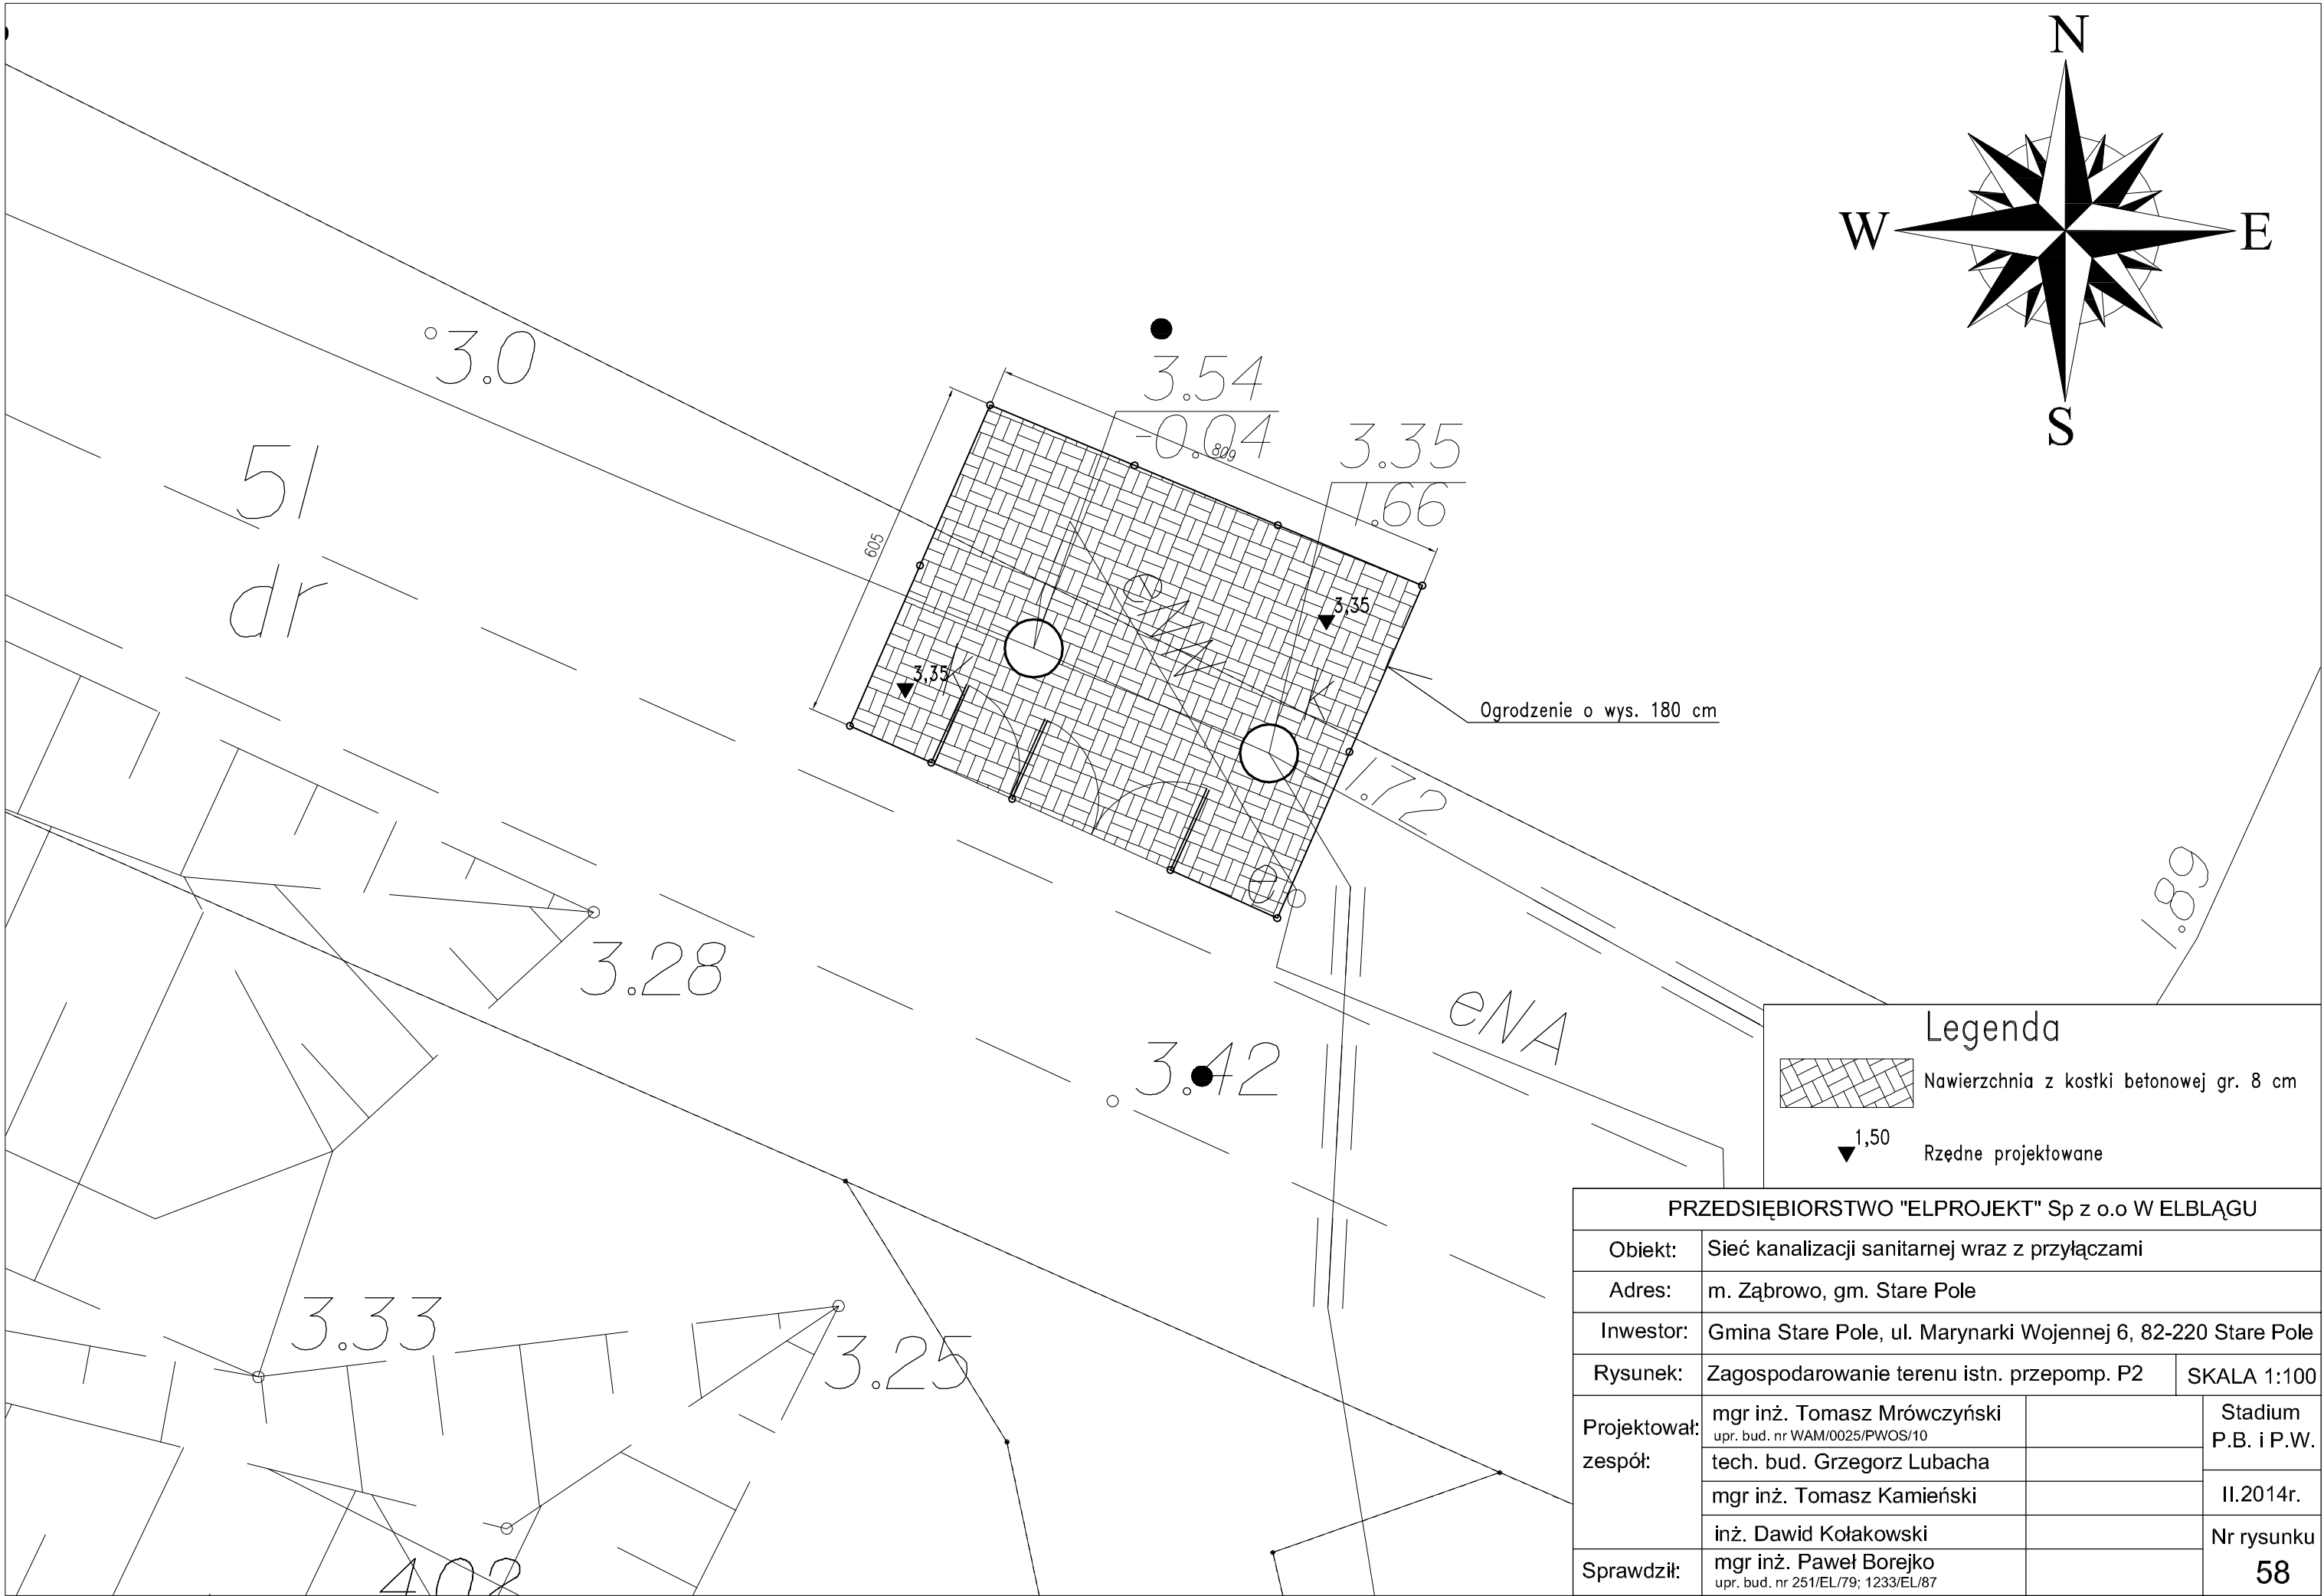 N
W
E
S
3.0
3.54
-0.04
809
3.35
1.66
51
dr
605
3,35
3,35
Ogrodzenie o wys. 180 cm
1.72
1.89
3.28
eNA
3.42
3.33
3.25
402
Legenda
Nawierzchnia z kostki betonowej gr. 8 cm
1,50
Rzędne projektowane
PRZEDSIĘBIORSTWO "ELPROJEKT" Sp z o.o W ELBLĄGU
Obiekt: Sieć kanalizacji sanitarnej wraz z przyłączami
Adres: m. Ząbrowo, gm. Stare Pole
Inwestor: Gmina Stare Pole, ul. Marynarki Wojennej 6, 82-220 Stare Pole
Rysunek: Zagospodarowanie terenu istn. przepomp. P2 SKALA 1:100
Projektował: mgr inż. Tomasz Mrówczyński
upr. bud. nr WAM/0025/PWOS/10
Stadium
P.B. i P.W.
zespół: tech. bud. Grzegorz Lubacha
mgr inż. Tomasz Kamieński
II.2014r.
inż. Dawid Kołakowski
Nr rysunku
58
Sprawdził: mgr inż. Paweł Borejko
upr. bud. nr 251/EL/79; 1233/EL/87